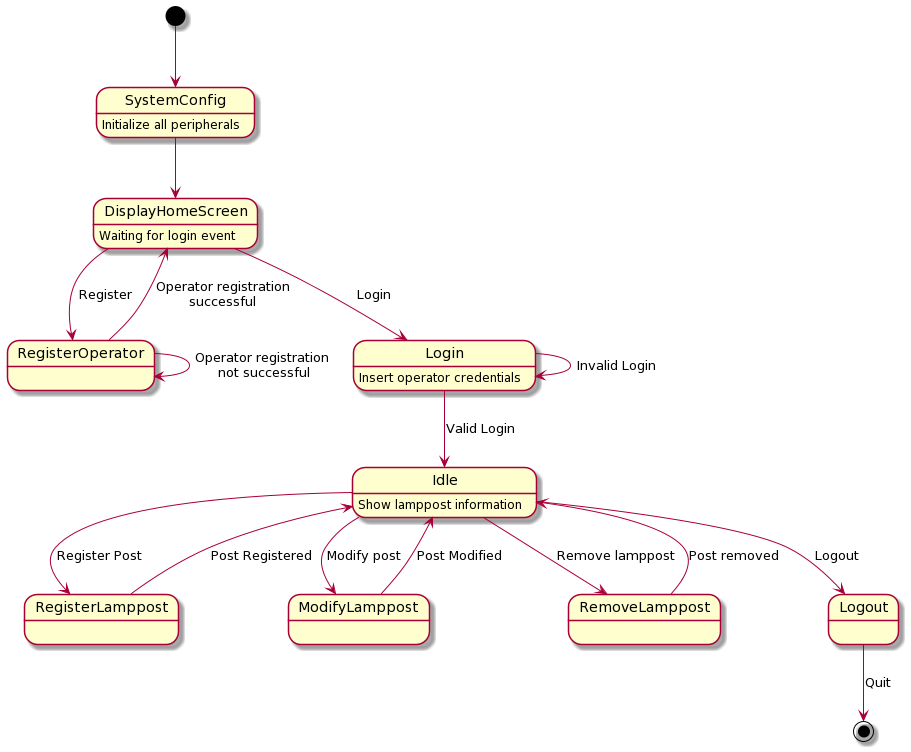 SystemConfig
Initialize all peripherals
DisplayHomeScreen
Waiting for login event
Register
Operator registration
successful
Login
RegisterOperator
Operator registration
not successful
Login
Insert operator credentials
Invalid Login
Valid Login
Idle
Show lamppost information
Register Post
Post Registered
Modify post
Post Modified
Remove lamppost
Post removed
Logout
RegisterLamppost
ModifyLamppost
RemoveLamppost
Logout
Quit